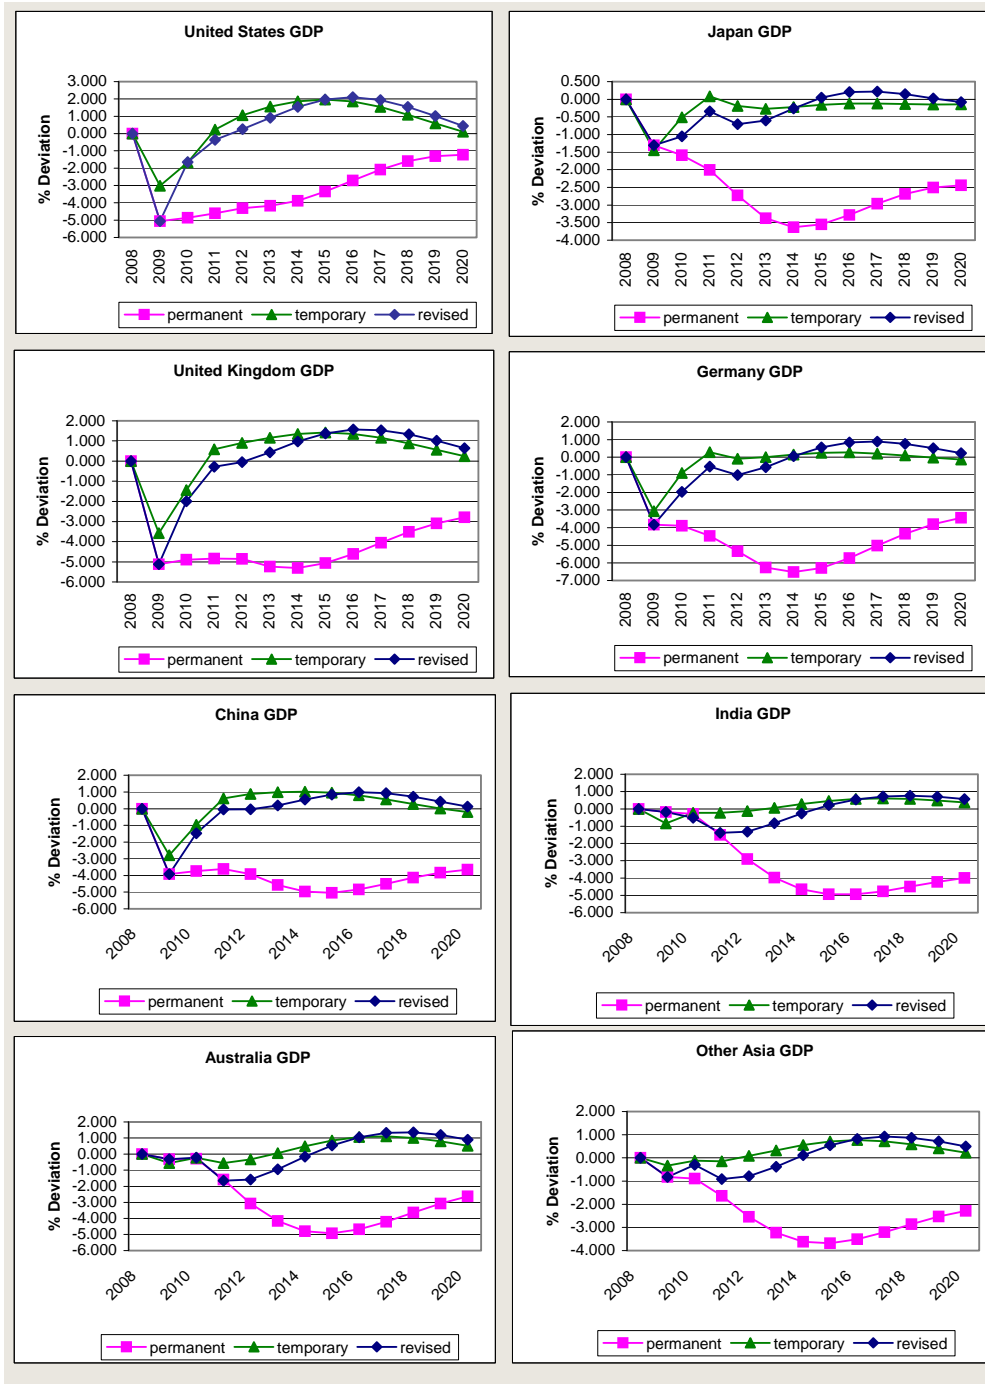 United States GDP
% Deviation
3.000
2.000
1.000
0.000
-1.000
-2.000
-3.000
-4.000
-5.000
-6.000
2008 2009 2010 2011 2012 2013 2014 2015 2016 2017 2018 2019 2020
permanent temporary revised
Japan GDP
% Deviation
0.500
0.000
-0.500
-1.000
-1.500
-2.000
-2.500
-3.000
-3.500
-4.000
2008 2009 2010 2011 2012 2013 2014 2015 2016 2017 2018 2019 2020
permanent temporary revised
United Kingdom GDP
% Deviation
2.000
1.000
0.000
-1.000
-2.000
-3.000
-4.000
-5.000
-6.000
2008 2009 2010 2011 2012 2013 2014 2015 2016 2017 2018 2019 2020
permanent temporary revised
Germany GDP
% Deviation
2.000
1.000
0.000
-1.000
-2.000
-3.000
-4.000
-5.000
-6.000
-7.000
2008 2009 2010 2011 2012 2013 2014 2015 2016 2017 2018 2019 2020
permanent temporary revised
China GDP
% Deviation
2.000
1.000
0.000
-1.000
-2.000
-3.000
-4.000
-5.000
-6.000
2008 2010 2012 2014 2016 2018 2020
permanent temporary revised
India GDP
% Deviation
2.000
1.000
0.000
-1.000
-2.000
-3.000
-4.000
-5.000
-6.000
2008 2010 2012 2014 2016 2018 2020
permanent temporary revised
Australia GDP
% Deviation
2.000
1.000
0.000
-1.000
-2.000
-3.000
-4.000
-5.000
-6.000
2008 2010 2012 2014 2016 2018 2020
permanent temporary revised
Other Asia GDP
% Deviation
2.000
1.000
0.000
-1.000
-2.000
-3.000
-4.000
2008 2010 2012 2014 2016 2018 2020
permanent temporary revised